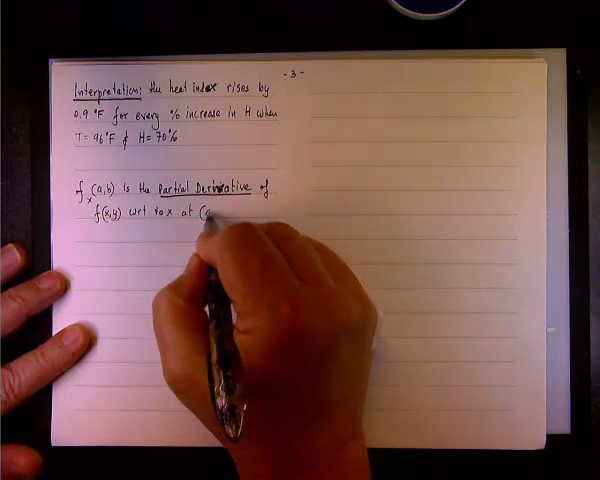 - 3 -
Interpretation: the heat index rises by
0.9 °F for every % increase in H when
T = 96°F & H = 70%
fx (a,b) is the Partial Derivative of
f(x,y) wrt to x at (a